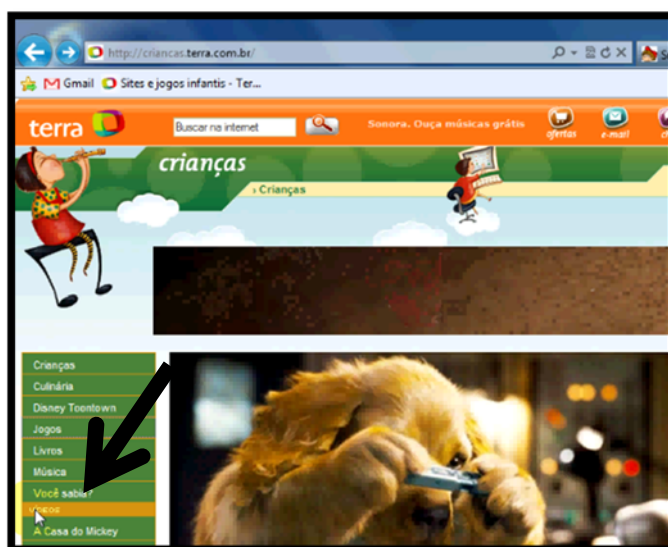 http://criancas.terra.com.br/
Gmail Sites e jogos infantis - Ter...
terra Buscar na internet Sonora. Ouça músicas grátis ofertas e-mail
crianças
› Crianças
Crianças
Culinária
Disney Toontown
Jogos
Livros
Música
Você sabia?
Vídeos
A Casa do Mickey